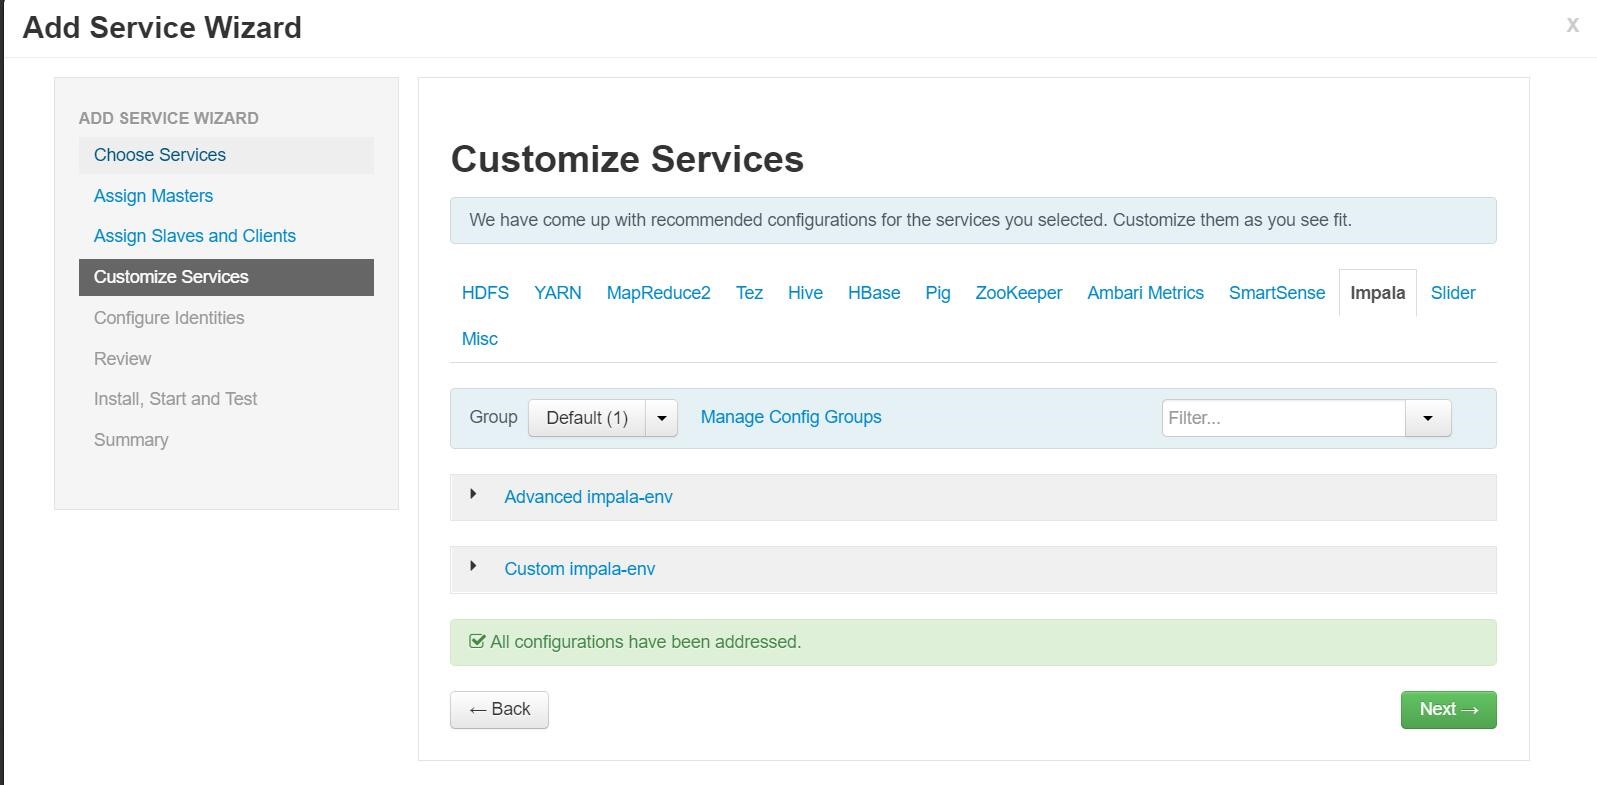 Add Service Wizard
X
ADD SERVICE WIZARD
Choose Services
Assign Masters
Assign Slaves and Clients
Customize Services
Configure Identities
Review
Install, Start and Test
Summary
Customize Services
We have come up with recommended configurations for the services you selected. Customize them as you see fit.
HDFS YARN MapReduce2 Tez Hive HBase Pig ZooKeeper Ambari Metrics SmartSense Impala Slider
Misc
Group Default (1) Manage Config Groups Filter...
Advanced impala-env
Custom impala-env
All configurations have been addressed.
← Back Next →